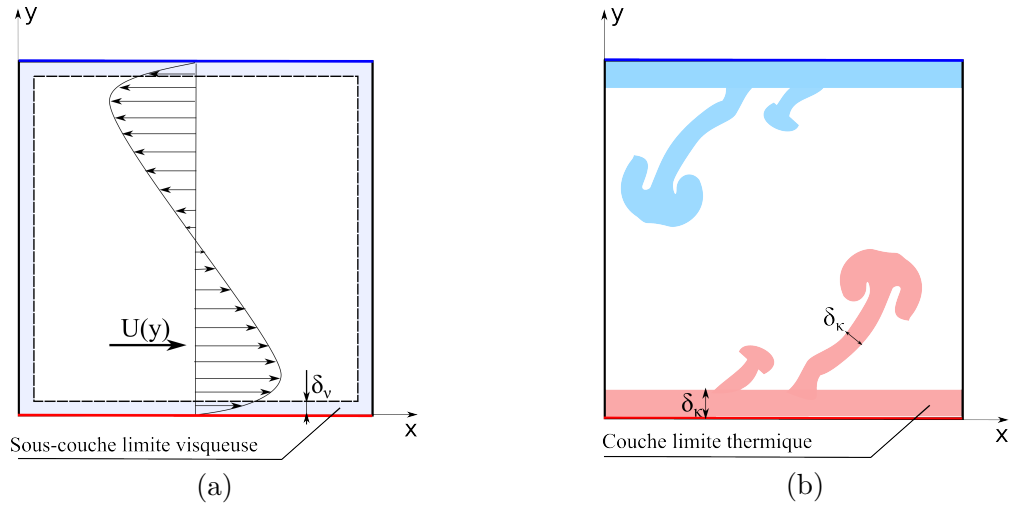 y
U(y)
δν
x
Sous-couche limite visqueuse
(a)
y
δκ
δκ
x
Couche limite thermique
(b)